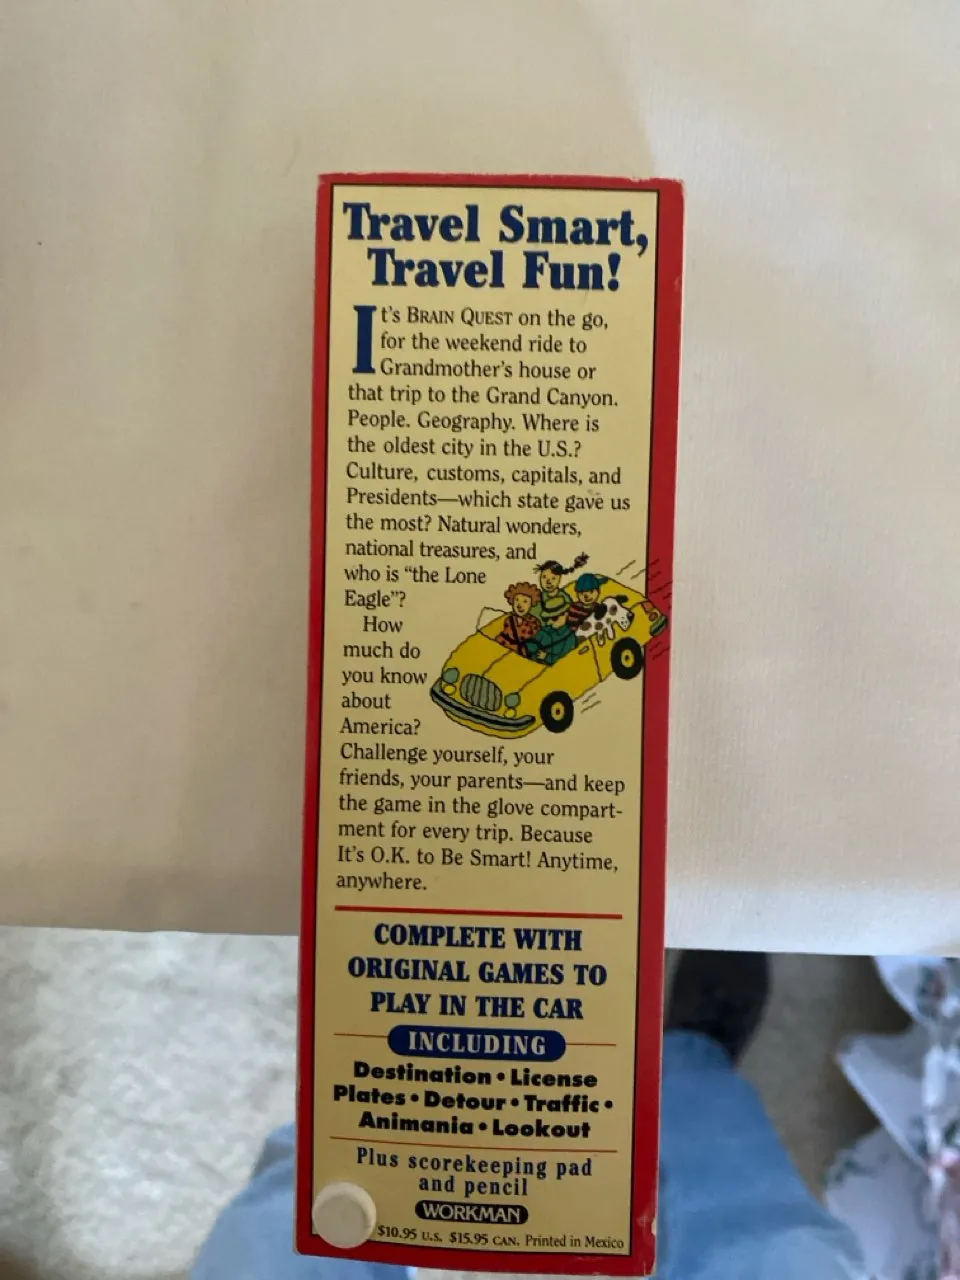 Travel Smart,
Travel Fun!
It's BRAIN QUEST on the go,
for the weekend ride to
Grandmother's house or
that trip to the Grand Canyon.
People. Geography. Where is
the oldest city in the U.S.?
Culture, customs, capitals, and
Presidents—which state gave us
the most? Natural wonders,
national treasures, and
who is "the Lone
Eagle"?
How
much do
you know
about
America?
Challenge yourself, your
friends, your parents—and keep
the game in the glove compart-
ment for every trip. Because
It's O.K. to Be Smart! Anytime,
anywhere.
COMPLETE WITH
ORIGINAL GAMES TO
PLAY IN THE CAR
INCLUDING
Destination • License
Plates • Detour • Traffic •
Animania • Lookout
Plus scorekeeping pad
and pencil
WORKMAN
$10.95 U.S. $15.95 CAN. Printed in Mexico